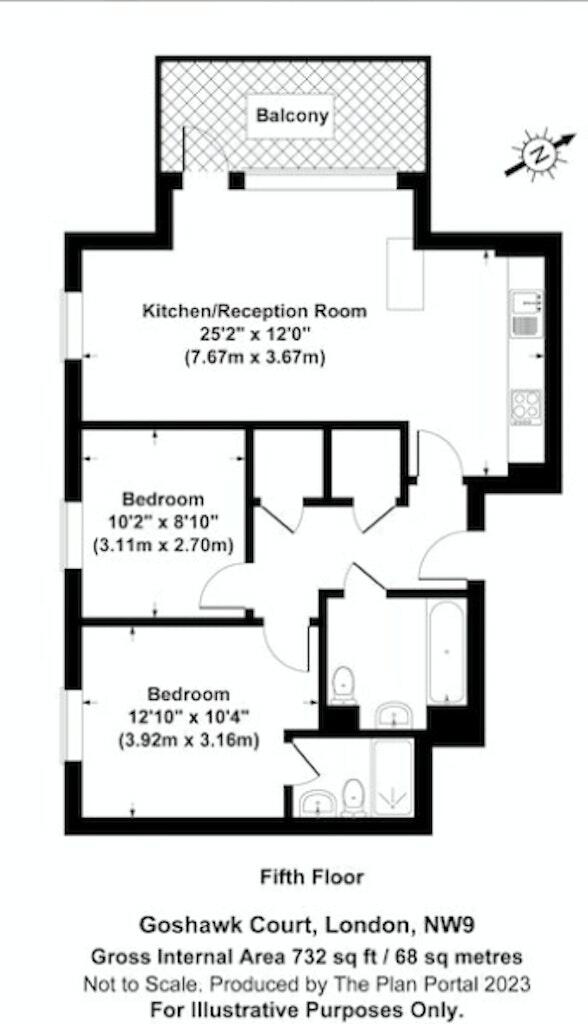 Balcony
N
Kitchen/Reception Room
25'2" x 12'0"
(7.67m x 3.67m)
Bedroom
10'2" x 8'10"
(3.11m x 2.70m)
Bedroom
12'10" x 10'4"
(3.92m x 3.16m)
Fifth Floor
Goshawk Court, London, NW9
Gross Internal Area 732 sq ft / 68 sq metres
Not to Scale. Produced by The Plan Portal 2023
For Illustrative Purposes Only.